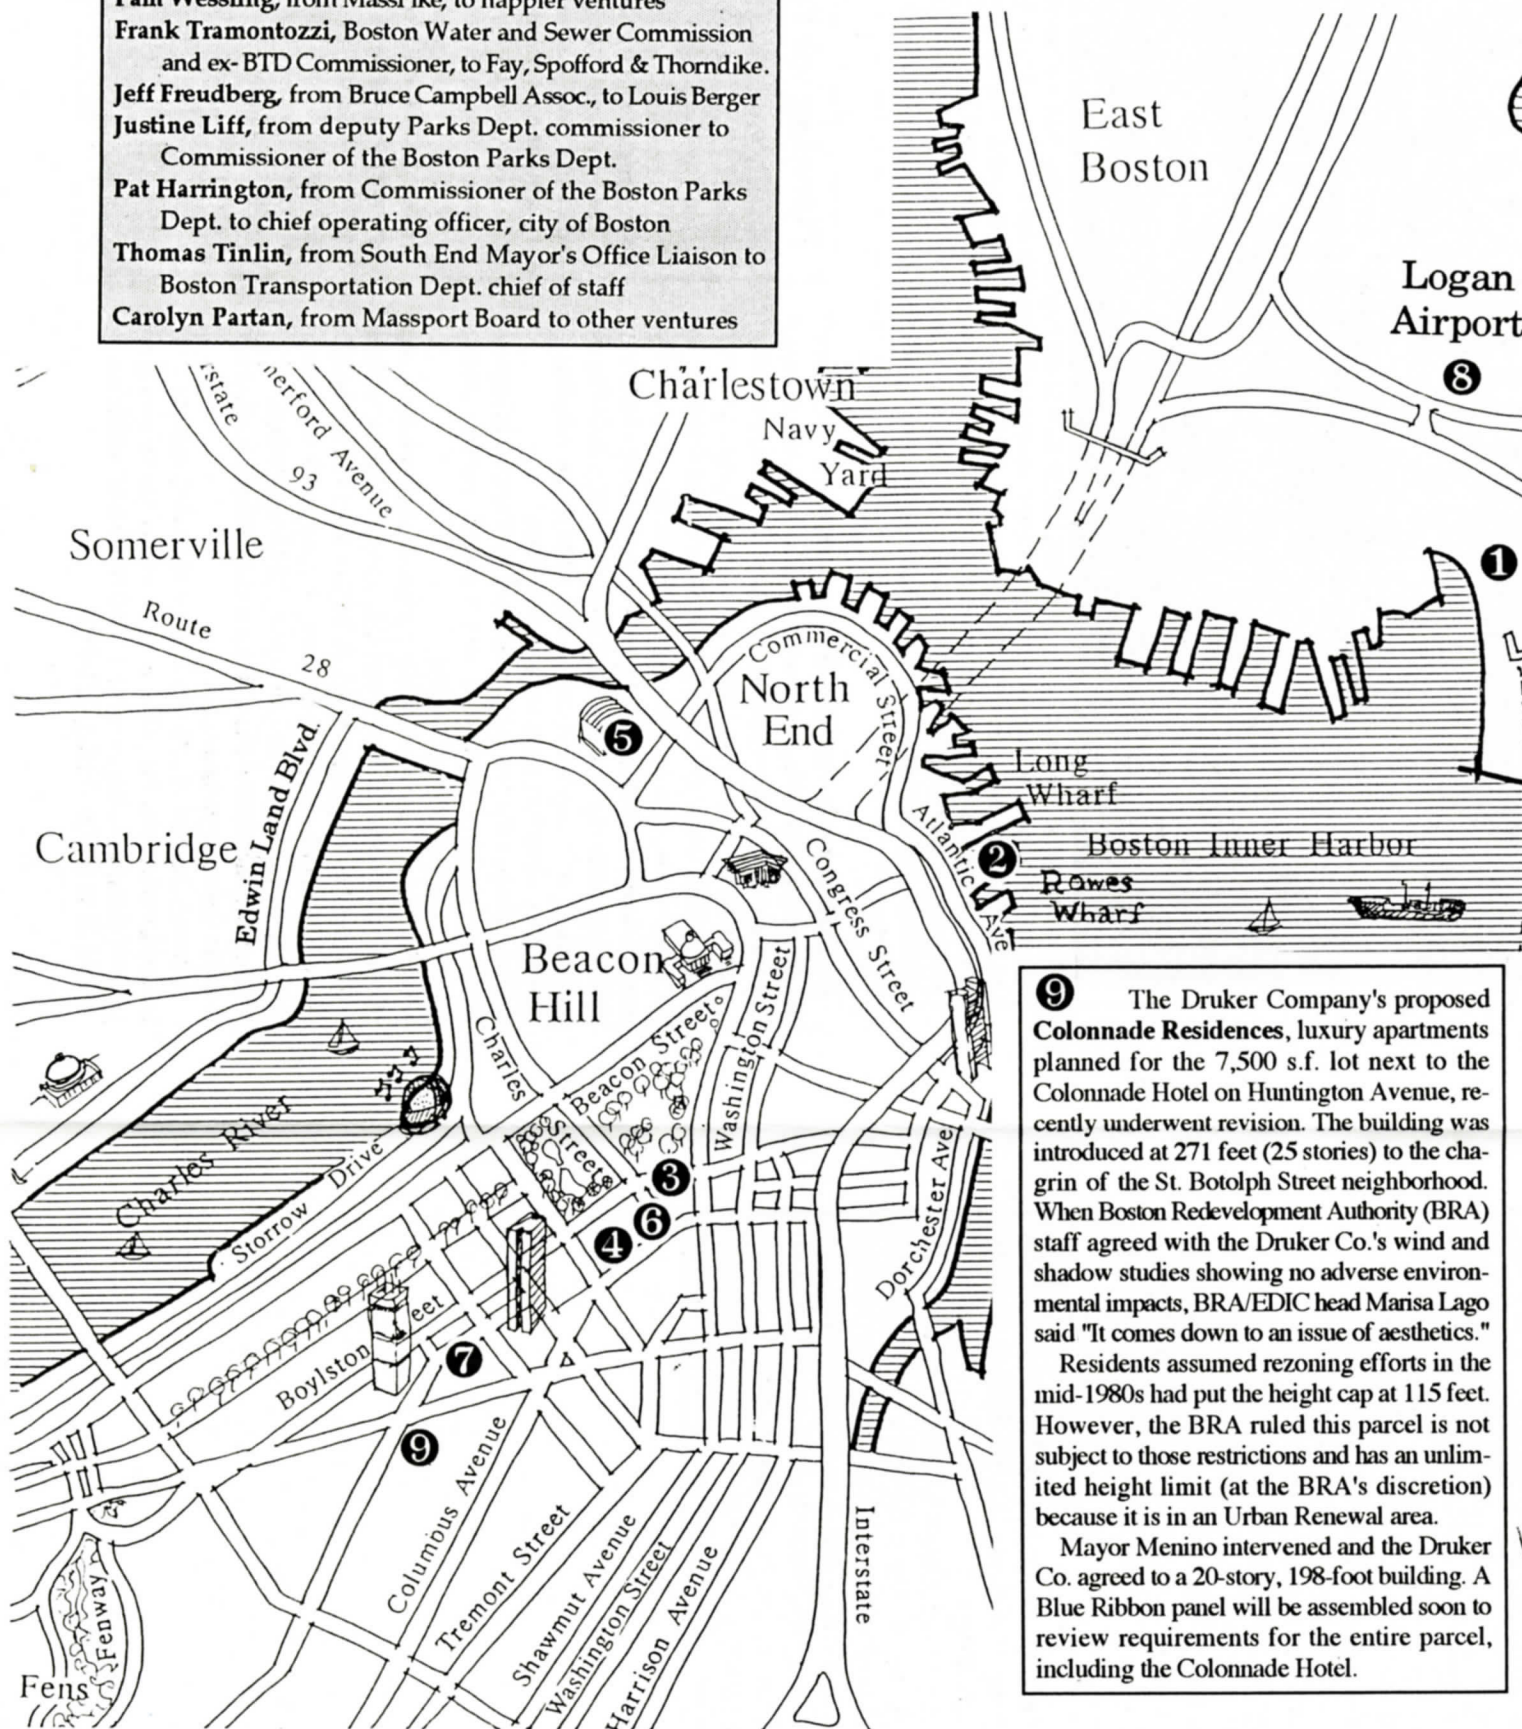 Frank Tramontozzi, Boston Water and Sewer Commission
and ex- BTD Commissioner, to Fay, Spofford & Thorndike.
Jeff Freudberg, from Bruce Campbell Assoc., to Louis Berger
Justine Liff, from deputy Parks Dept. commissioner to
Commissioner of the Boston Parks Dept.
Pat Harrington, from Commissioner of the Boston Parks
Dept. to chief operating officer, city of Boston
Thomas Tinlin, from South End Mayor's Office Liaison to
Boston Transportation Dept. chief of staff
Carolyn Partan, from Massport Board to other ventures
East
Boston
Logan
Airport
8
Charlestown
Navy
Yard
93
Avenue
Somerville
1
Route
28
Commercial Street
North
End
5
Edwin Land Blvd.
Long
Wharf
Cambridge
Atlantic Ave
2
Boston Inner Harbor
Rowes
Wharf
Congress Street
Beacon
Hill
Washington Street
Charles
Street
Beacon Street
Charles River
Storrow Drive
3
6
4
Dorchester Ave
Boylston
7
9
Columbus Avenue
Tremont Street
Shawmut Avenue
Washington Street
Harrison Avenue
Interstate
Fenway
Fens
9 The Druker Company's proposed
Colonnade Residences, luxury apartments
planned for the 7,500 s.f. lot next to the
Colonnade Hotel on Huntington Avenue, re-
cently underwent revision. The building was
introduced at 271 feet (25 stories) to the cha-
grin of the St. Botolph Street neighborhood.
When Boston Redevelopment Authority (BRA)
staff agreed with the Druker Co.'s wind and
shadow studies showing no adverse environ-
mental impacts, BRA/EDIC head Marisa Lago
said "It comes down to an issue of aesthetics."
Residents assumed rezoning efforts in the
mid-1980s had put the height cap at 115 feet.
However, the BRA ruled this parcel is not
subject to those restrictions and has an unlim-
ited height limit (at the BRA's discretion)
because it is in an Urban Renewal area.
Mayor Menino intervened and the Druker
Co. agreed to a 20-story, 198-foot building. A
Blue Ribbon panel will be assembled soon to
review requirements for the entire parcel,
including the Colonnade Hotel.